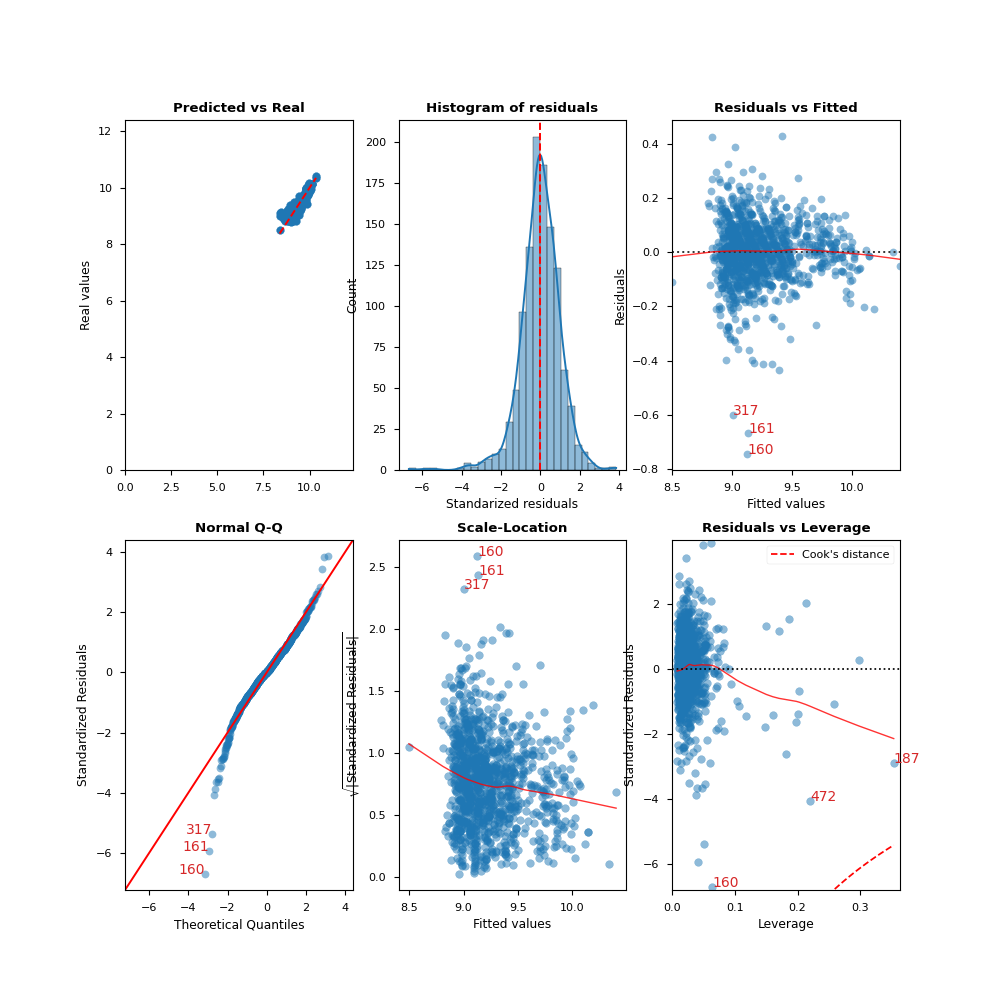 Predicted vs Real
Histogram of residuals
Residuals vs Fitted
Real values
12
10
8
6
4
2
0
0.0 2.5 5.0 7.5 10.0
Count
200
175
150
125
100
75
50
25
0
−6 −4 −2 0 2 4
Standarized residuals
Residuals
0.4
0.2
0.0
−0.2
−0.4
−0.6
−0.8
317
161
160
8.5 9.0 9.5 10.0
Fitted values
Normal Q-Q
Scale-Location
Residuals vs Leverage
Standardized Residuals
4
2
0
−2
−4
−6
317
161
160
−6 −4 −2 0 2 4
Theoretical Quantiles
√|Standardized Residuals|
2.5
2.0
1.5
1.0
0.5
0.0
160
161
317
8.5 9.0 9.5 10.0
Fitted values
Standardized Residuals
2
0
−2
−4
−6
Cook's distance
187
472
160
0.0 0.1 0.2 0.3
Leverage